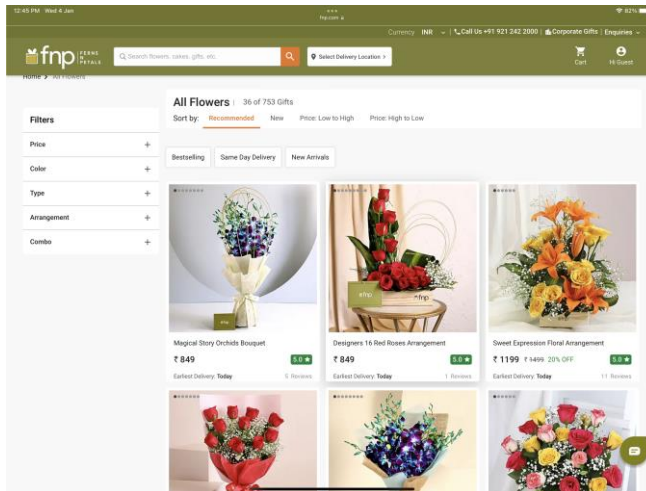 12:45 PM Wed 4 Jan
fnp.com
82%
Currency INR | Call Us +91 921 242 2000 | Corporate Gifts | Enquiries
fnp FERNS N PETALS
Search flowers, cakes, gifts, etc.
Select Delivery Location >
Cart
Hi Guest
Home > All Flowers
All Flowers | 36 of 753 Gifts
Sort by: Recommended New Price: Low to High Price: High to Low
Filters
Price +
Color +
Type +
Arrangement +
Combo +
Bestselling Same Day Delivery New Arrivals
fnp
fnp
fnp
Magical Story Orchids Bouquet
₹ 849 5.0 ★
Earliest Delivery: Today 5 Reviews
Designers 16 Red Roses Arrangement
₹ 849 5.0 ★
Earliest Delivery: Today 1 Reviews
Sweet Expression Floral Arrangement
₹ 1199 ₹ 1499 20% OFF 5.0 ★
Earliest Delivery: Today 11 Reviews